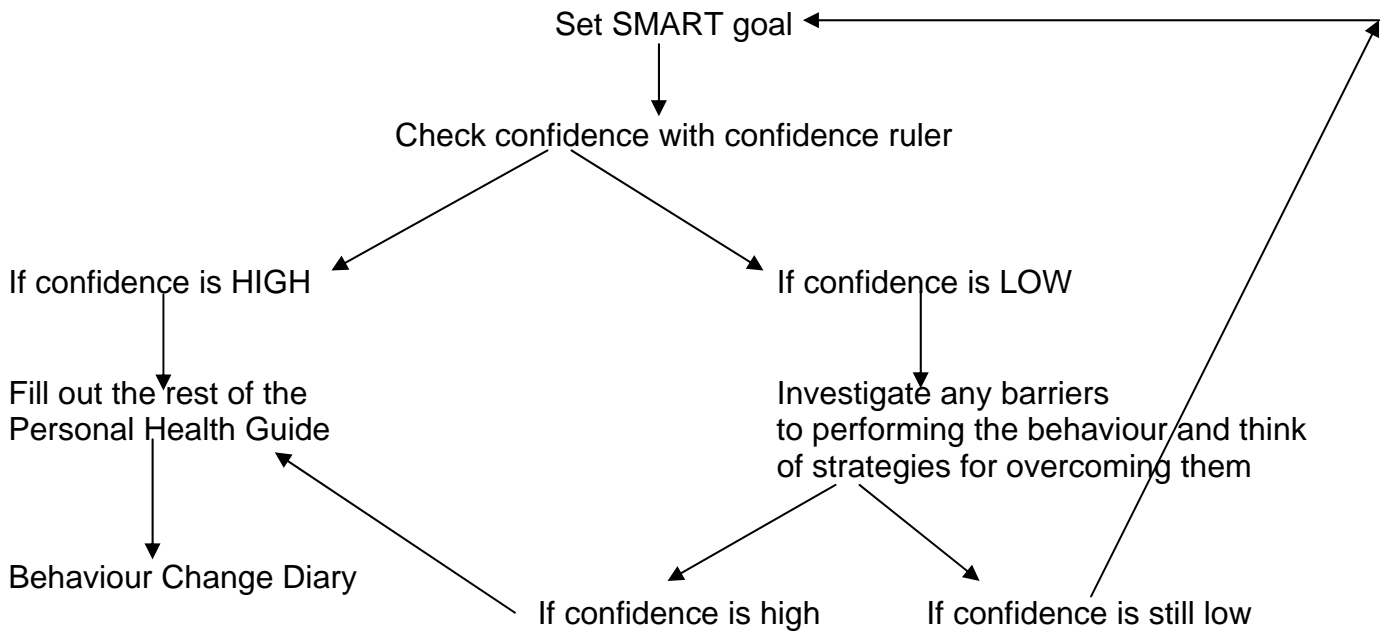 Set SMART goal
Check confidence with confidence ruler
If confidence is HIGH
If confidence is LOW
Fill out the rest of the
Personal Health Guide
Investigate any barriers
to performing the behaviour and think
of strategies for overcoming them
Behaviour Change Diary
If confidence is high
If confidence is still low